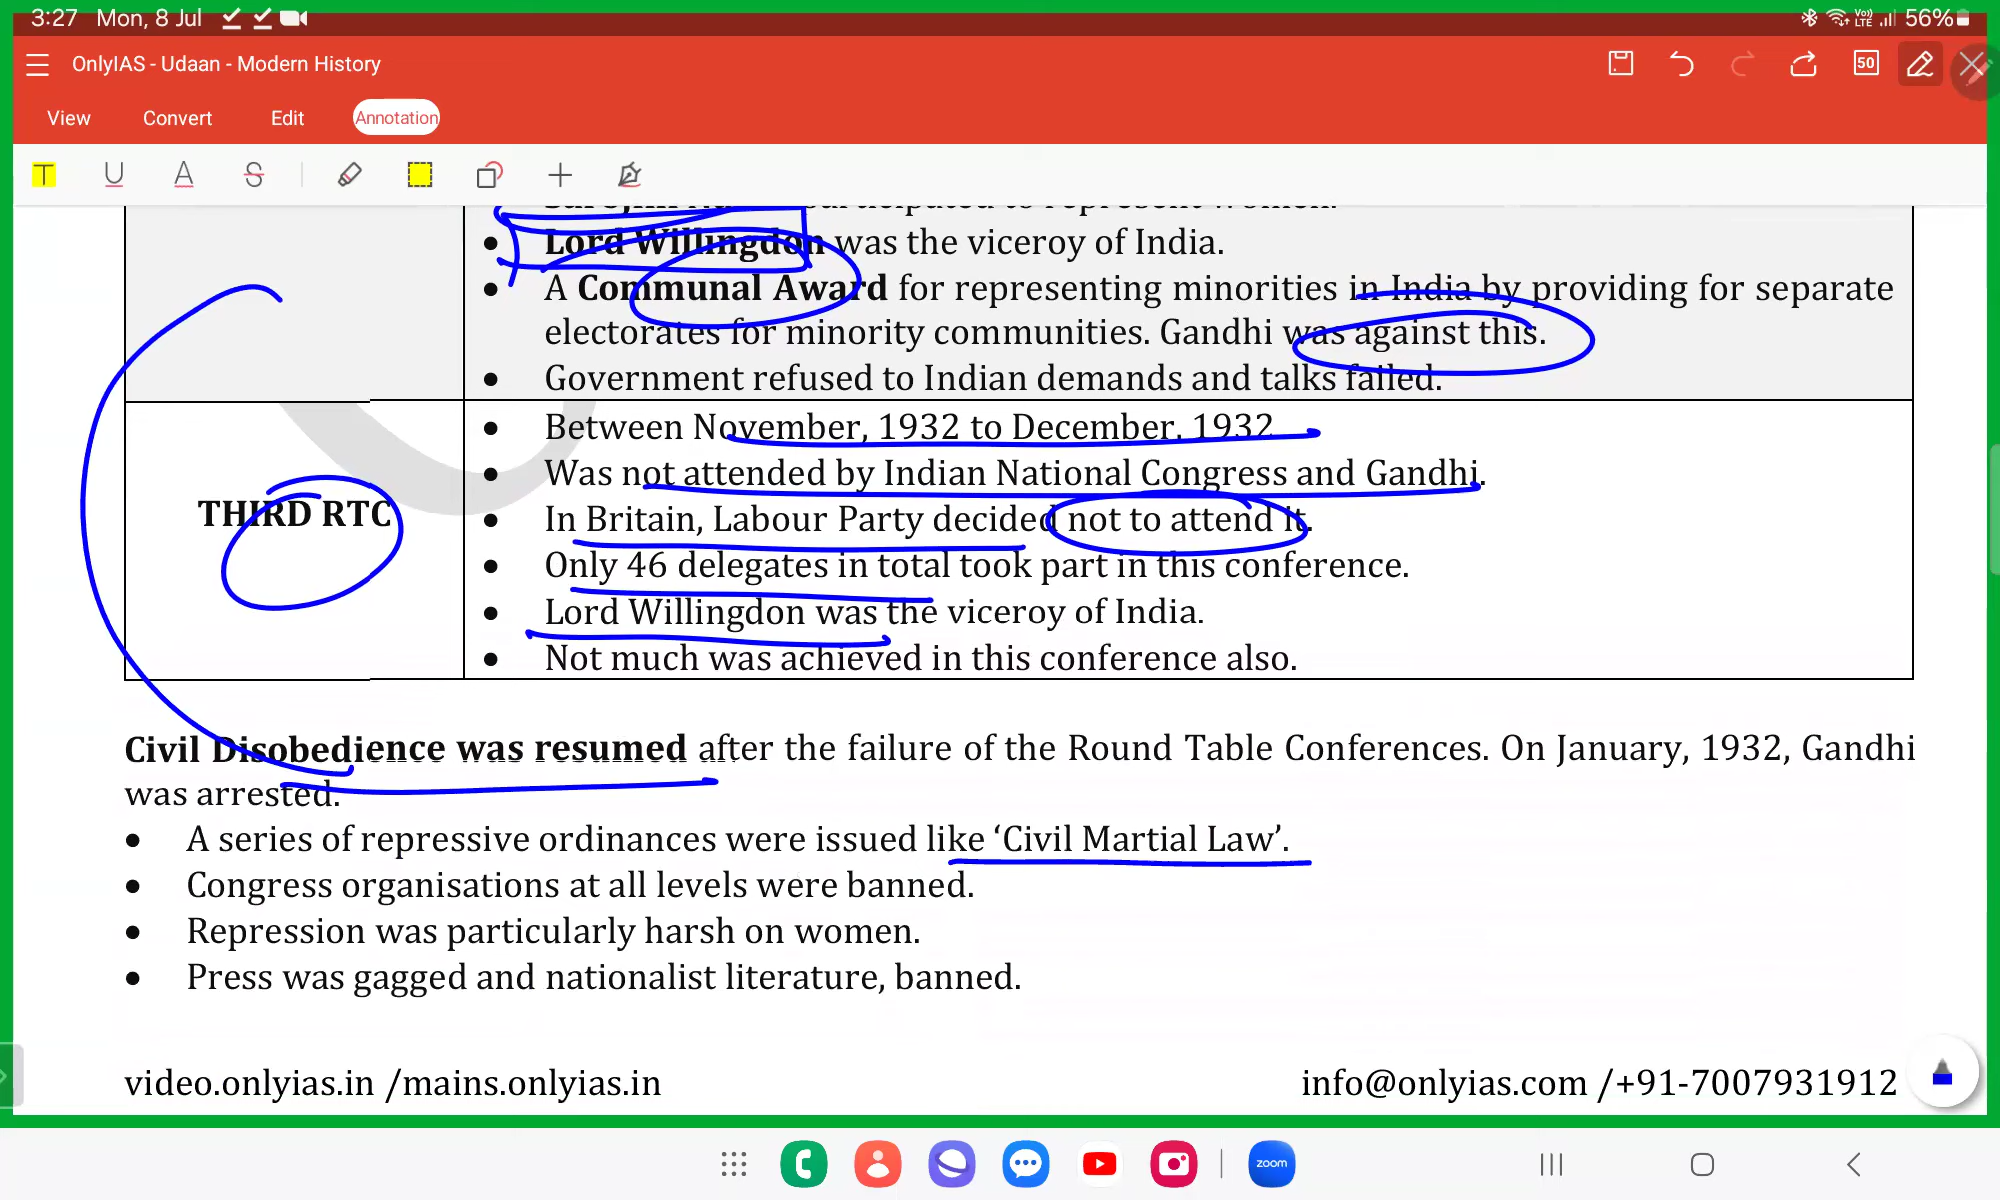 3:27 Mon, 8 Jul 56%
OnlyIAS - Udaan - Modern History 50
View Convert Edit Annotation
participated to represent women.
• Lord Willingdon was the viceroy of India.
• A Communal Award for representing minorities in India by providing for separate
electorates for minority communities. Gandhi was against this.
• Government refused to Indian demands and talks failed.
• Between November, 1932 to December, 1932
• Was not attended by Indian National Congress and Gandhi.
THIRD RTC
• In Britain, Labour Party decided not to attend it.
• Only 46 delegates in total took part in this conference.
• Lord Willingdon was the viceroy of India.
• Not much was achieved in this conference also.
Civil Disobedience was resumed after the failure of the Round Table Conferences. On January, 1932, Gandhi
was arrested.
• A series of repressive ordinances were issued like ‘Civil Martial Law’.
• Congress organisations at all levels were banned.
• Repression was particularly harsh on women.
• Press was gagged and nationalist literature, banned.
video.onlyias.in /mains.onlyias.in info@onlyias.com /+91-7007931912
zoom